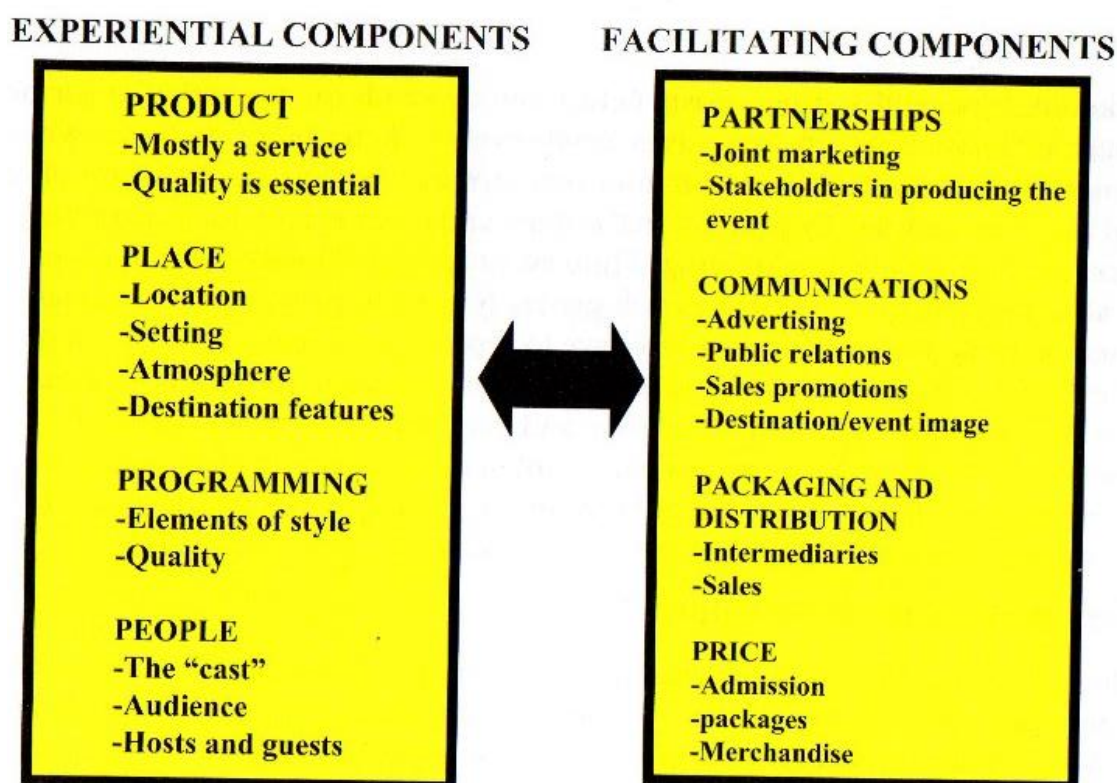 EXPERIENTIAL COMPONENTS
PRODUCT
-Mostly a service
-Quality is essential
PLACE
-Location
-Setting
-Atmosphere
-Destination features
PROGRAMMING
-Elements of style
-Quality
PEOPLE
-The “cast”
-Audience
-Hosts and guests
FACILITATING COMPONENTS
PARTNERSHIPS
-Joint marketing
-Stakeholders in producing the
event
COMMUNICATIONS
-Advertising
-Public relations
-Sales promotions
-Destination/event image
PACKAGING AND
DISTRIBUTION
-Intermediaries
-Sales
PRICE
-Admission
-packages
-Merchandise